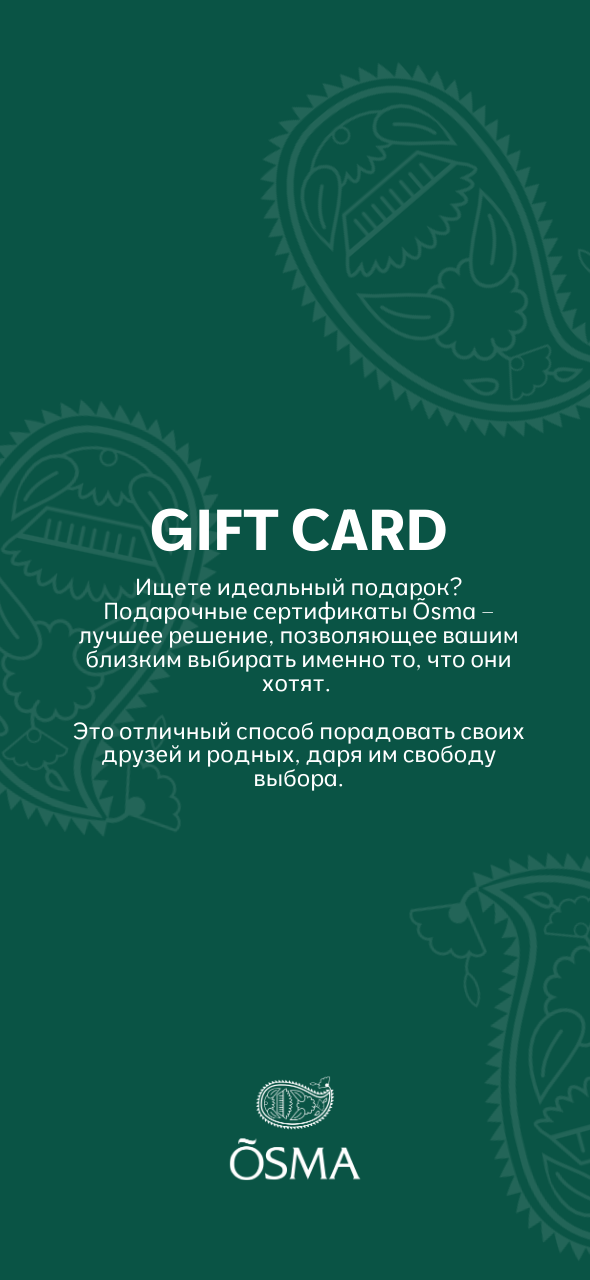 GIFT CARD
Ищете идеальный подарок?
Подарочные сертификаты Õsma –
лучшее решение, позволяющее вашим
близким выбирать именно то, что они
хотят.
Это отличный способ порадовать своих
друзей и родных, даря им свободу
выбора.
ÕSMA